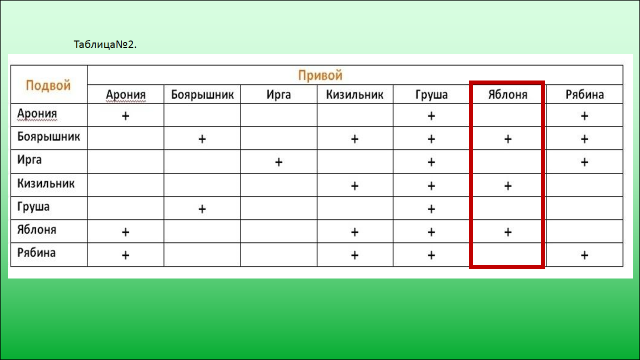 Таблица№2.
Подвой Привой
Арония Боярышник Ирга Кизильник Груша Яблоня Рябина
Арония + + +
Боярышник + + + + +
Ирга + + +
Кизильник + + +
Груша + +
Яблоня + + + +
Рябина + + + +